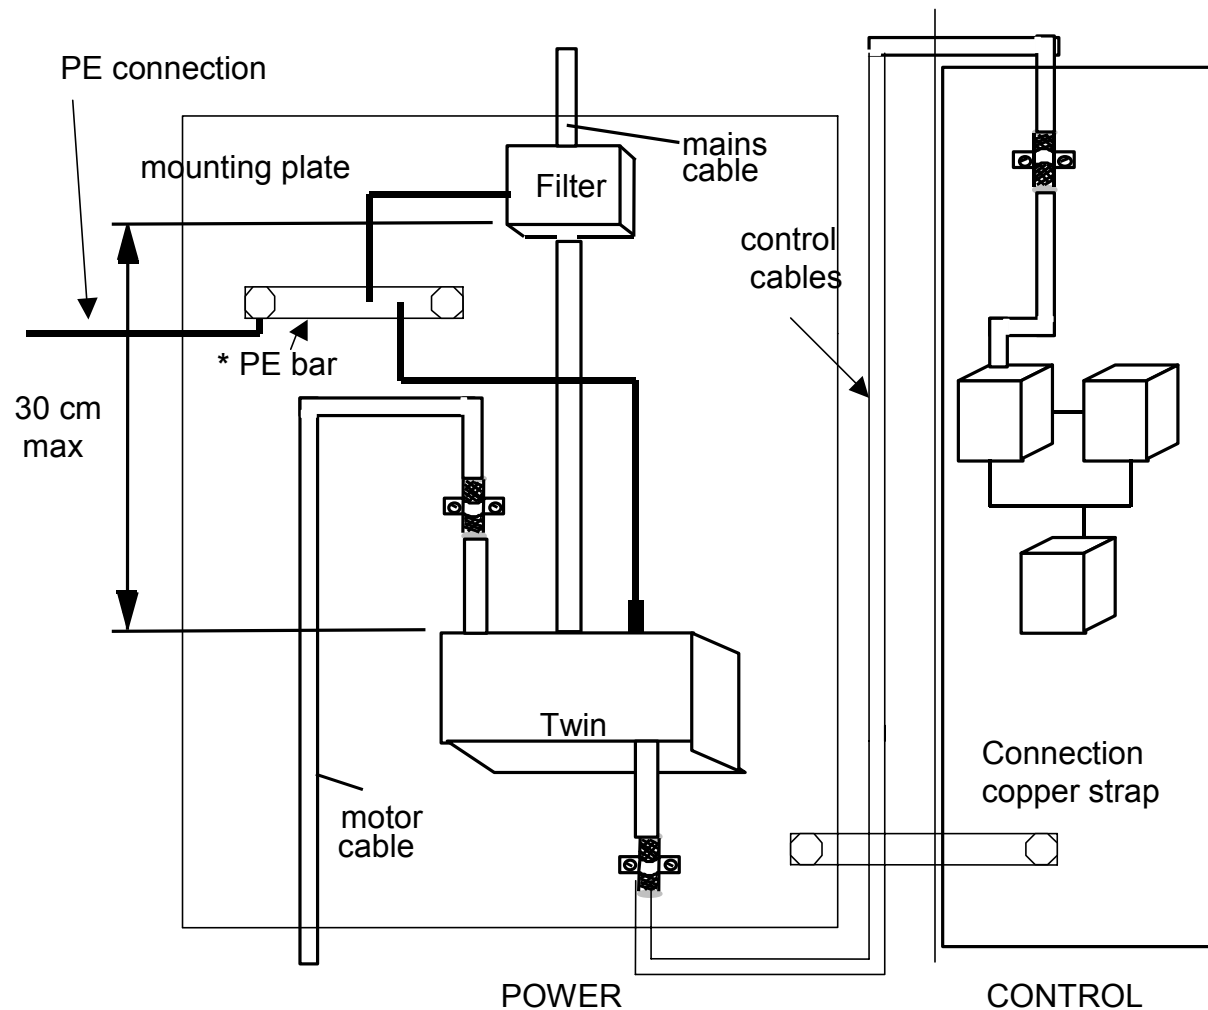 PE connection
mounting plate
Filter
mains
cable
control
cables
* PE bar
30 cm
max
Twin
motor
cable
Connection
copper strap
POWER
CONTROL